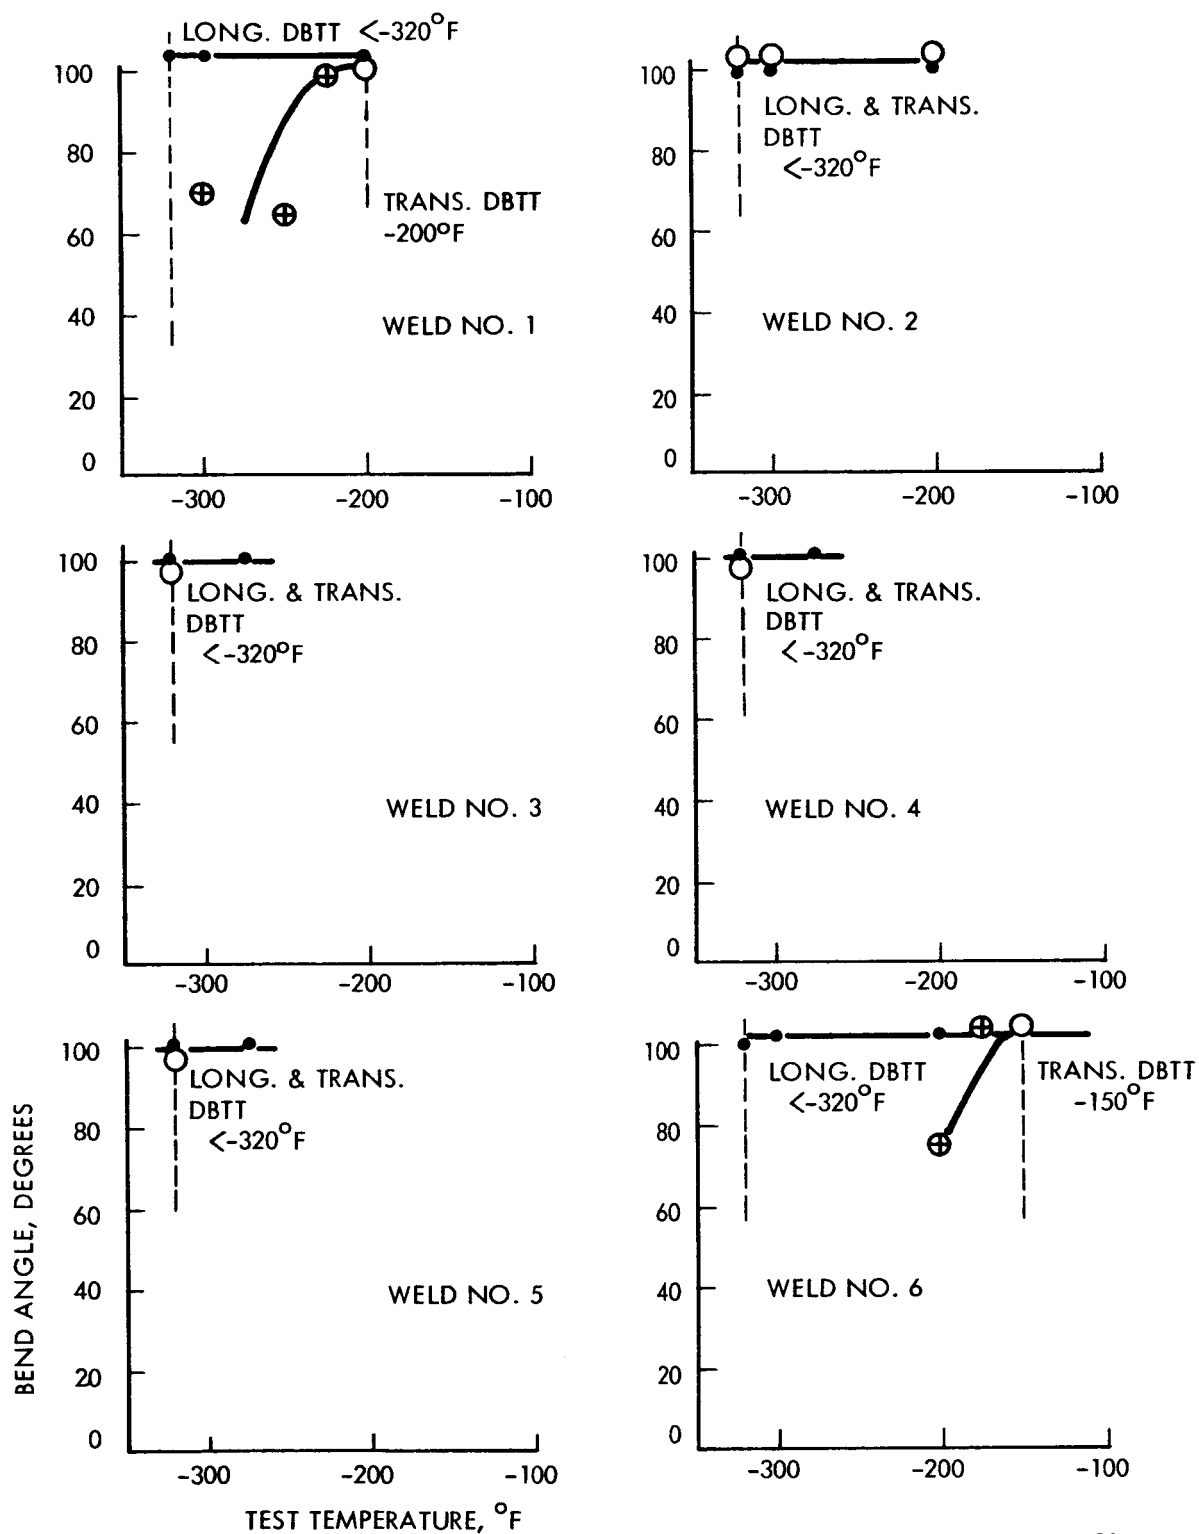 LONG. DBTT <-320°F
100
80
60
40
20
0
-300
-200
-100
TRANS. DBTT
-200°F
WELD NO. 1
100
80
60
40
20
0
-300
-200
-100
LONG. & TRANS.
DBTT
<-320°F
WELD NO. 2
100
80
60
40
20
0
-300
-200
-100
LONG. & TRANS.
DBTT
<-320°F
WELD NO. 3
100
80
60
40
20
0
-300
-200
-100
LONG. & TRANS.
DBTT
<-320°F
WELD NO. 4
100
80
60
40
20
0
-300
-200
-100
LONG. & TRANS.
DBTT
<-320°F
WELD NO. 5
100
80
60
40
20
0
-300
-200
-100
LONG. DBTT
<-320°F
TRANS. DBTT
-150°F
WELD NO. 6
BEND ANGLE, DEGREES
TEST TEMPERATURE, °F